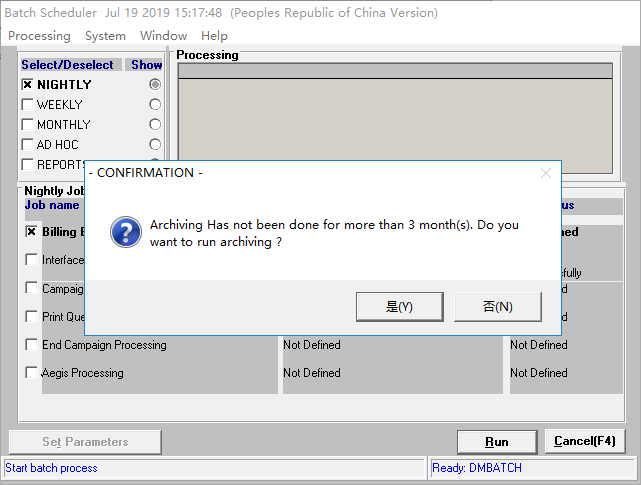 Batch Scheduler Jul 19 2019 15:17:48 (Peoples Republic of China Version)
Processing System Window Help
Select/Deselect Show
Processing
NIGHTLY
WEEKLY
MONTHLY
AD HOC
REPORTS
- CONFIRMATION -
Archiving Has not been done for more than 3 month(s). Do you
want to run archiving ?
是(Y) 否(N)
Nightly Job
Job name
Billing
Interface
Campaig
Print Que
End Campaign Processing Not Defined Not Defined
Aegis Processing Not Defined Not Defined
Set Parameters Run Cancel(F4)
Start batch process Ready: DMBATCH